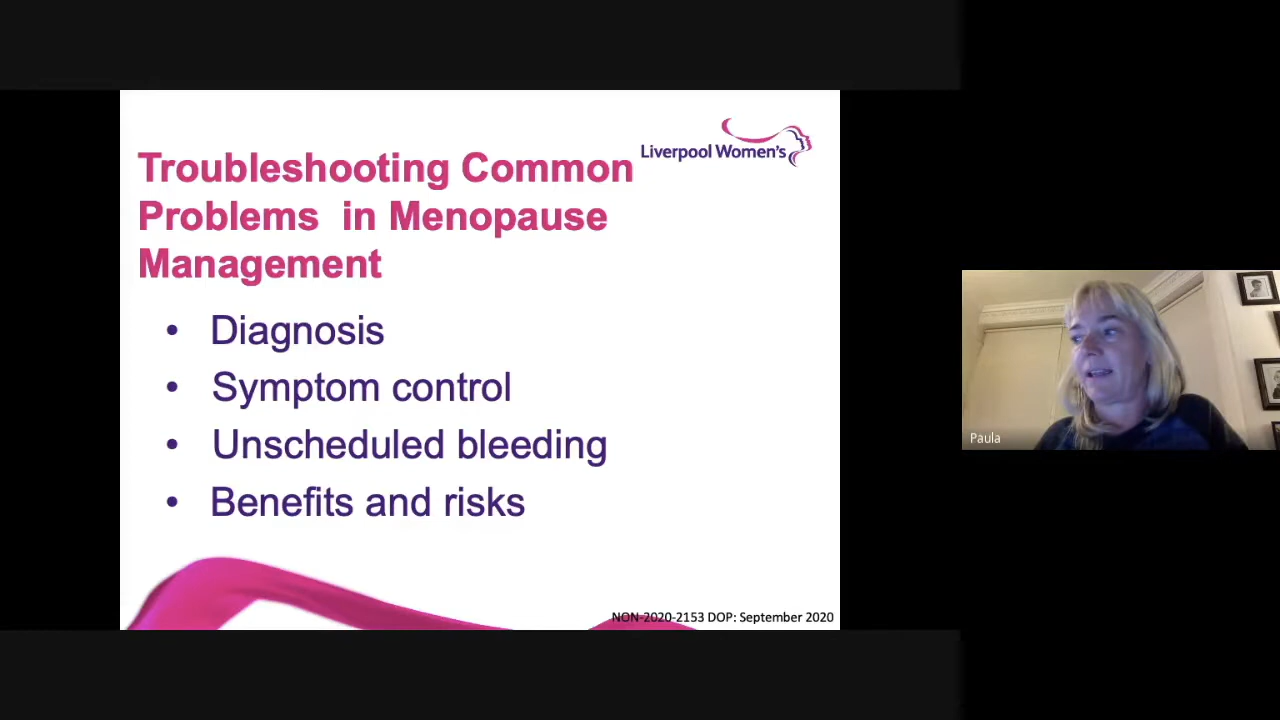 Liverpool Women's
Troubleshooting Common
Problems in Menopause
Management
• Diagnosis
• Symptom control
• Unscheduled bleeding
• Benefits and risks
NON-2020-2153 DOP: September 2020
Paula